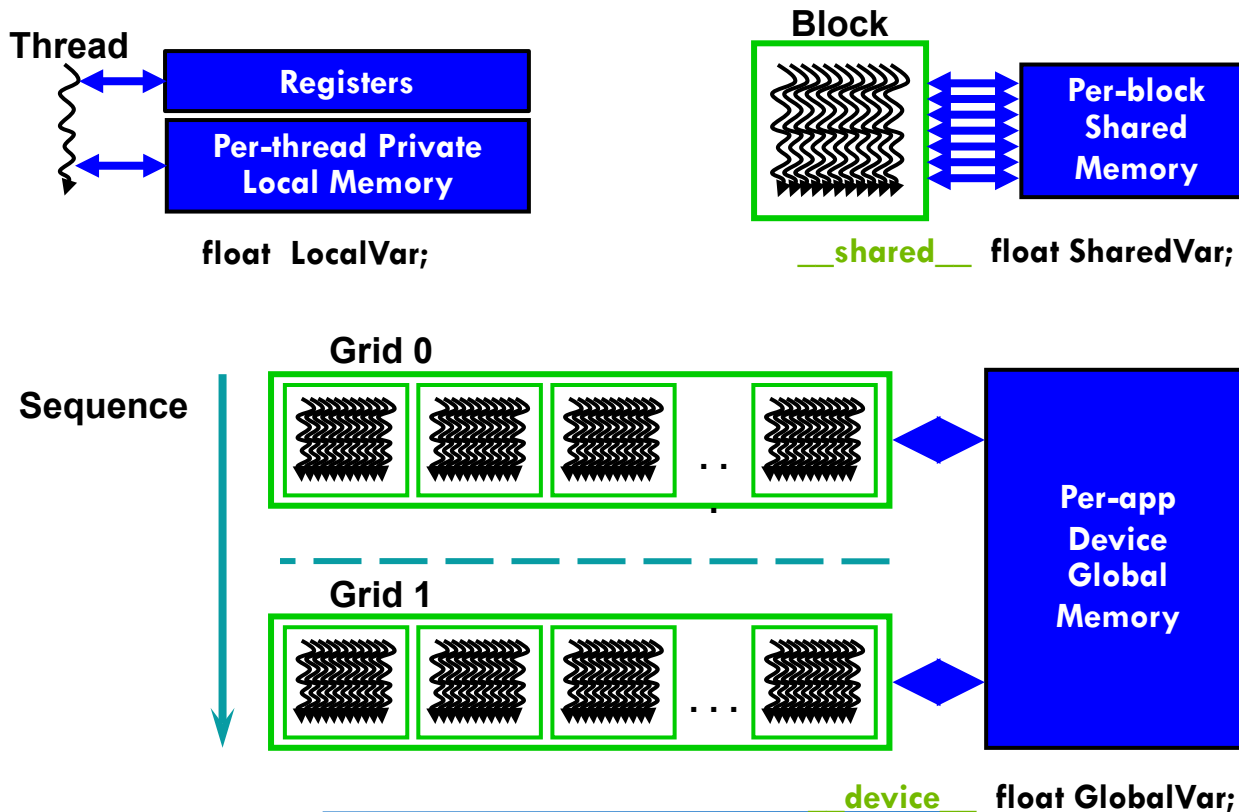 Thread
Registers
Per-thread Private
Local Memory
float LocalVar;
Block
Per-block
Shared
Memory
__shared__ float SharedVar;
Sequence
Grid 0
. . .
Grid 1
. . .
Per-app
Device
Global
Memory
__device__ float GlobalVar;